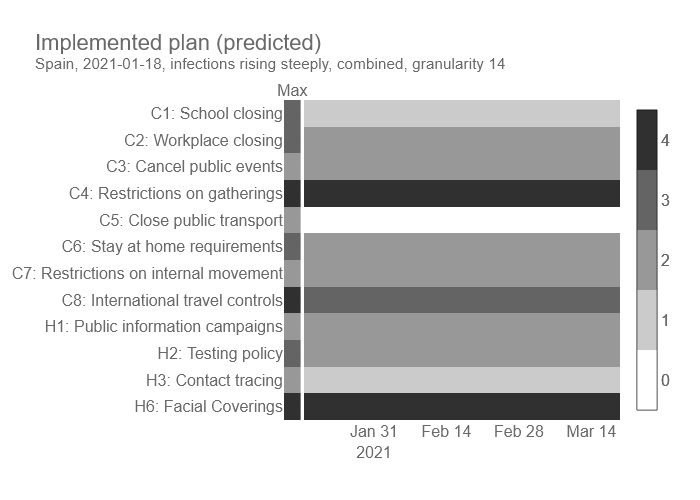 Implemented plan (predicted)
Spain, 2021-01-18, infections rising steeply, combined, granularity 14
Max
C1: School closing
C2: Workplace closing
C3: Cancel public events
C4: Restrictions on gatherings
C5: Close public transport
C6: Stay at home requirements
C7: Restrictions on internal movement
C8: International travel controls
H1: Public information campaigns
H2: Testing policy
H3: Contact tracing
H6: Facial Coverings
4
3
2
1
0
Jan 31 Feb 14 Feb 28 Mar 14
2021